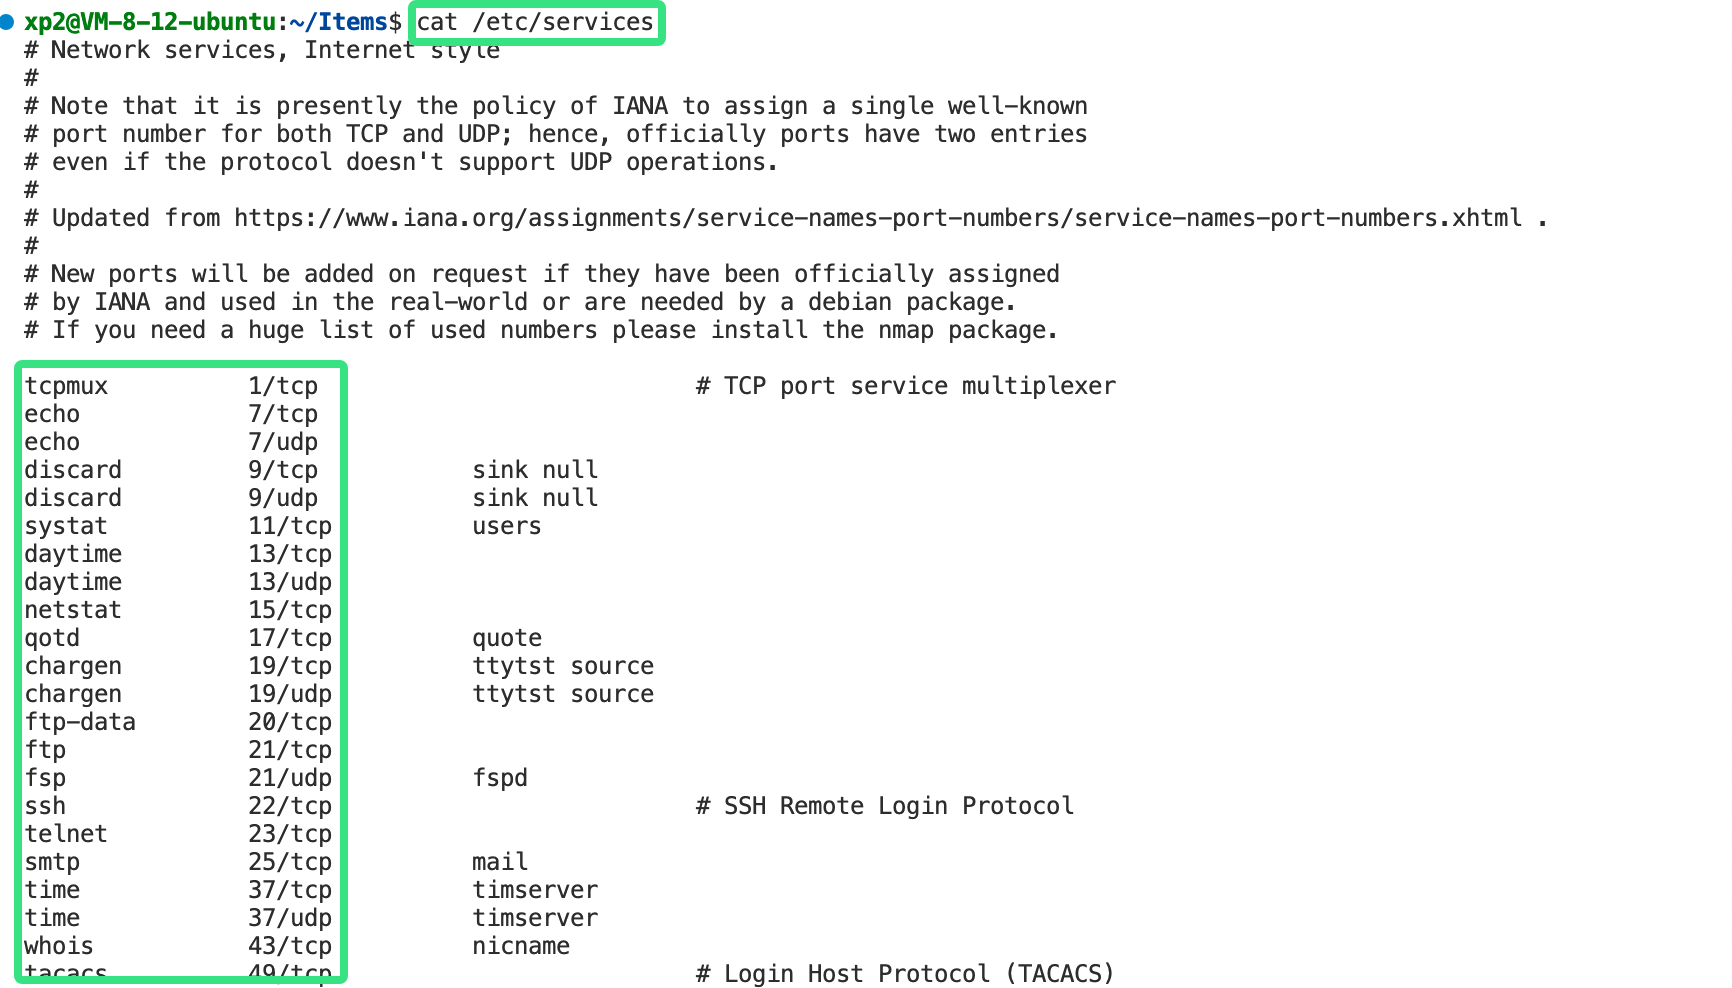 xp2@VM-8-12-ubuntu:~/Items$ cat /etc/services
# Network services, Internet style
#
# Note that it is presently the policy of IANA to assign a single well-known
# port number for both TCP and UDP; hence, officially ports have two entries
# even if the protocol doesn't support UDP operations.
#
# Updated from https://www.iana.org/assignments/service-names-port-numbers/service-names-port-numbers.xhtml .
#
# New ports will be added on request if they have been officially assigned
# by IANA and used in the real-world or are needed by a debian package.
# If you need a huge list of used numbers please install the nmap package.
tcpmux 1/tcp # TCP port service multiplexer
echo 7/tcp
echo 7/udp
discard 9/tcp sink null
discard 9/udp sink null
systat 11/tcp users
daytime 13/tcp
daytime 13/udp
netstat 15/tcp
qotd 17/tcp quote
chargen 19/tcp ttytst source
chargen 19/udp ttytst source
ftp-data 20/tcp
ftp 21/tcp
fsp 21/udp fspd
ssh 22/tcp # SSH Remote Login Protocol
telnet 23/tcp
smtp 25/tcp mail
time 37/tcp timserver
time 37/udp timserver
whois 43/tcp nicname
tacacs 49/tcp # Login Host Protocol (TACACS)